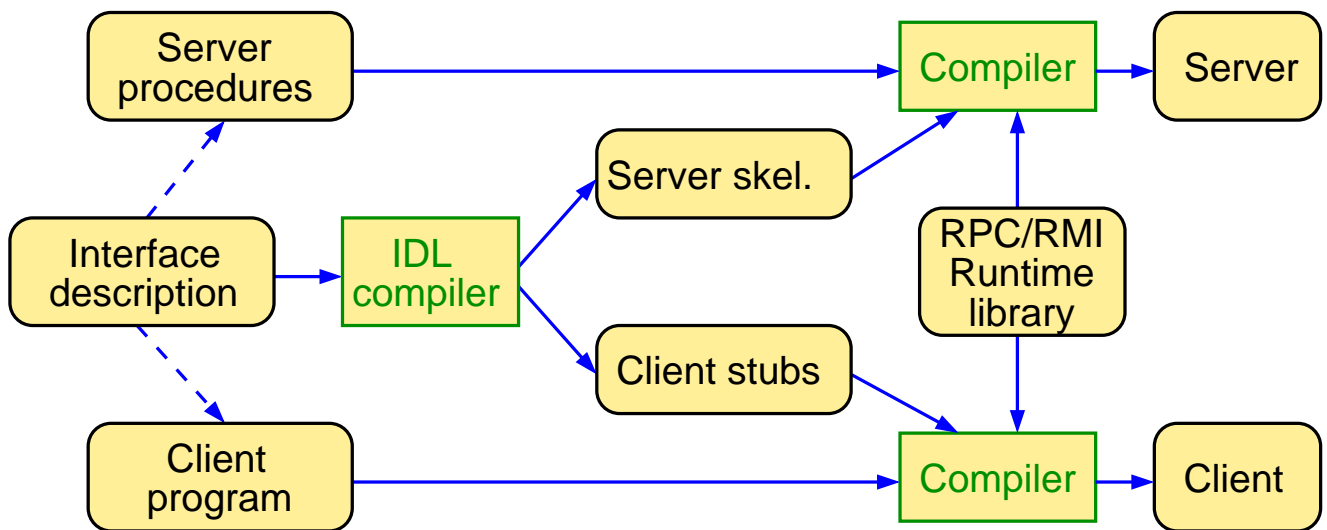 Server
procedures
Compiler
Server
Server skel.
Interface
description
IDL
compiler
RPC/RMI
Runtime
library
Client stubs
Client
program
Compiler
Client